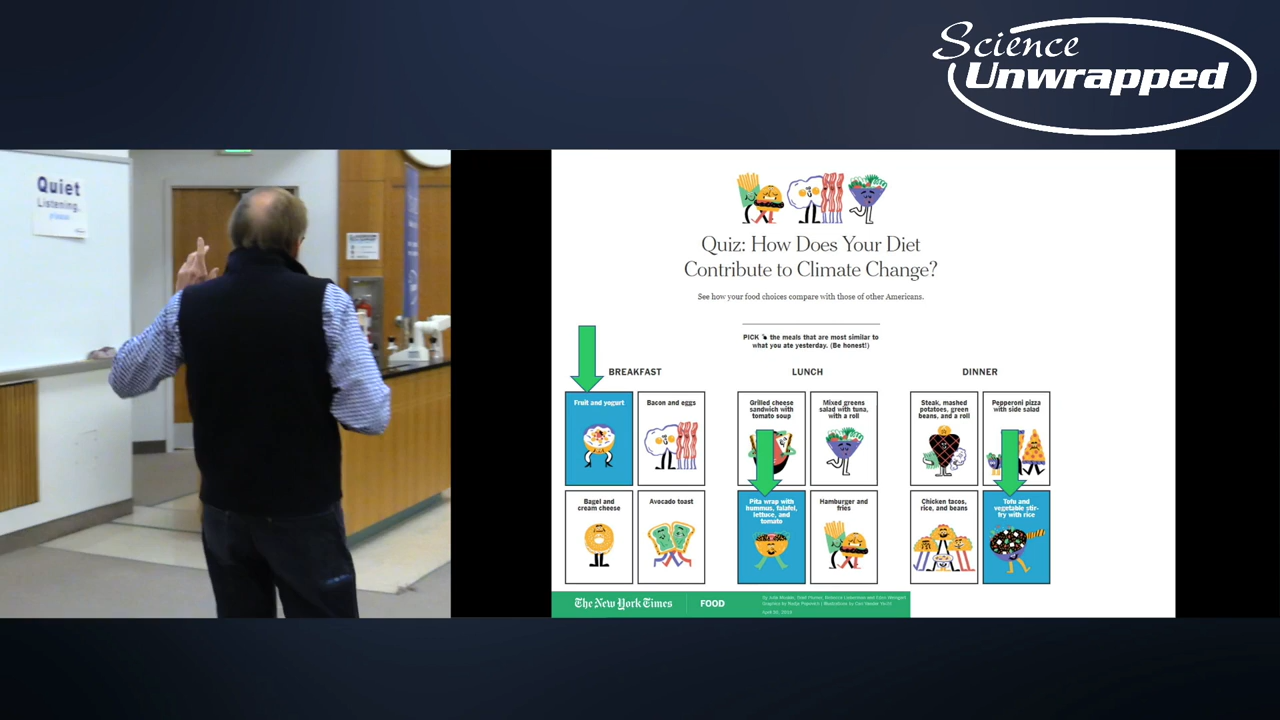 Science
Unwrapped
Quiet
Listening.
Quiz: How Does Your Diet
Contribute to Climate Change?
See how your food choices compare with those of other Americans.
PICK the meals that are most similar to
what you ate yesterday. (Be honest!)
BREAKFAST
LUNCH
DINNER
Fruit and yogurt
Bacon and eggs
Grilled cheese
sandwich with
tomato soup
Mixed greens
salad with tuna,
with a roll
Steak, mashed
potatoes, green
beans, and a roll
Pepperoni pizza
with side salad
Bagel and
cream cheese
Avocado toast
Pita wrap with
hummus, falafel,
lettuce, and
tomato
Hamburger and
fries
Chicken tacos,
rice, and beans
Tofu and
vegetable stir-
fry with rice
The New York Times
FOOD